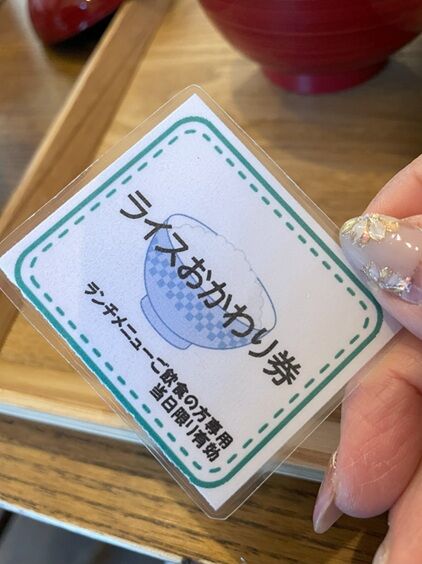 ライスおかわり券
ランチメニューご飲食の方専用
当日限り有効